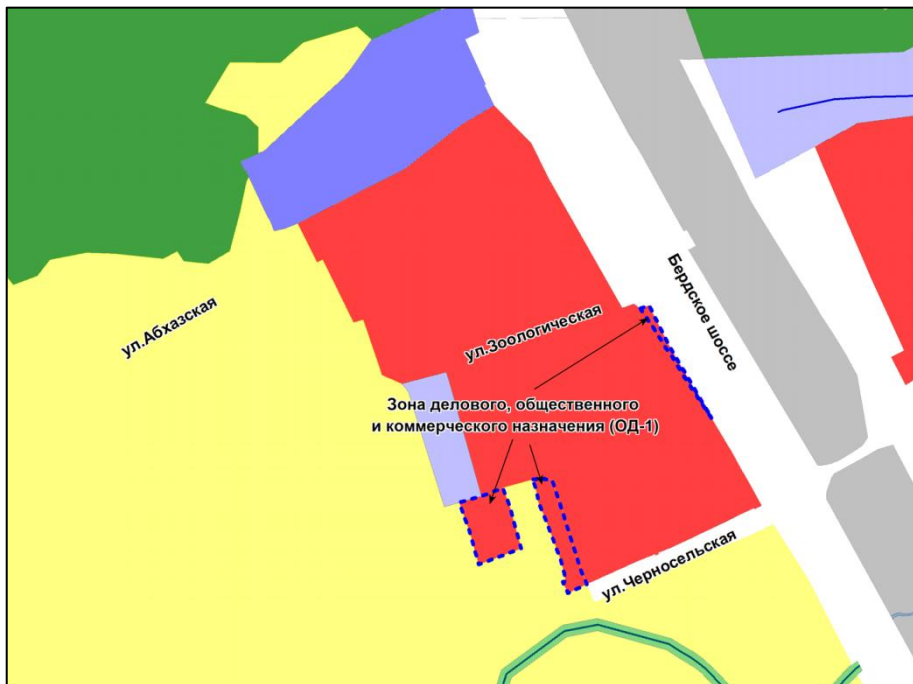 ул.Абхазская
ул.Зоологическая
Бердское шоссе
Зона делового, общественного
и коммерческого назначения (ОД-1)
ул.Черносельская